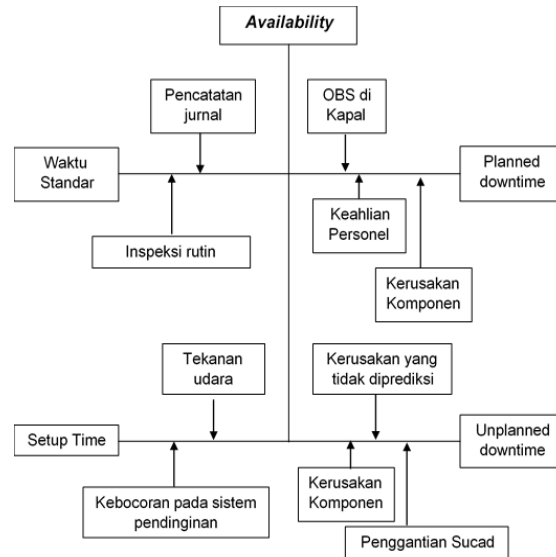 Availability
Pencatatan
jurnal
OBS di
Kapal
Waktu
Standar
Planned
downtime
Inspeksi rutin
Keahlian
Personel
Kerusakan
Komponen
Tekanan
udara
Kerusakan yang
tidak diprediksi
Setup Time
Unplanned
downtime
Kebocoran pada sistem
pendinginan
Kerusakan
Komponen
Penggantian Sucad